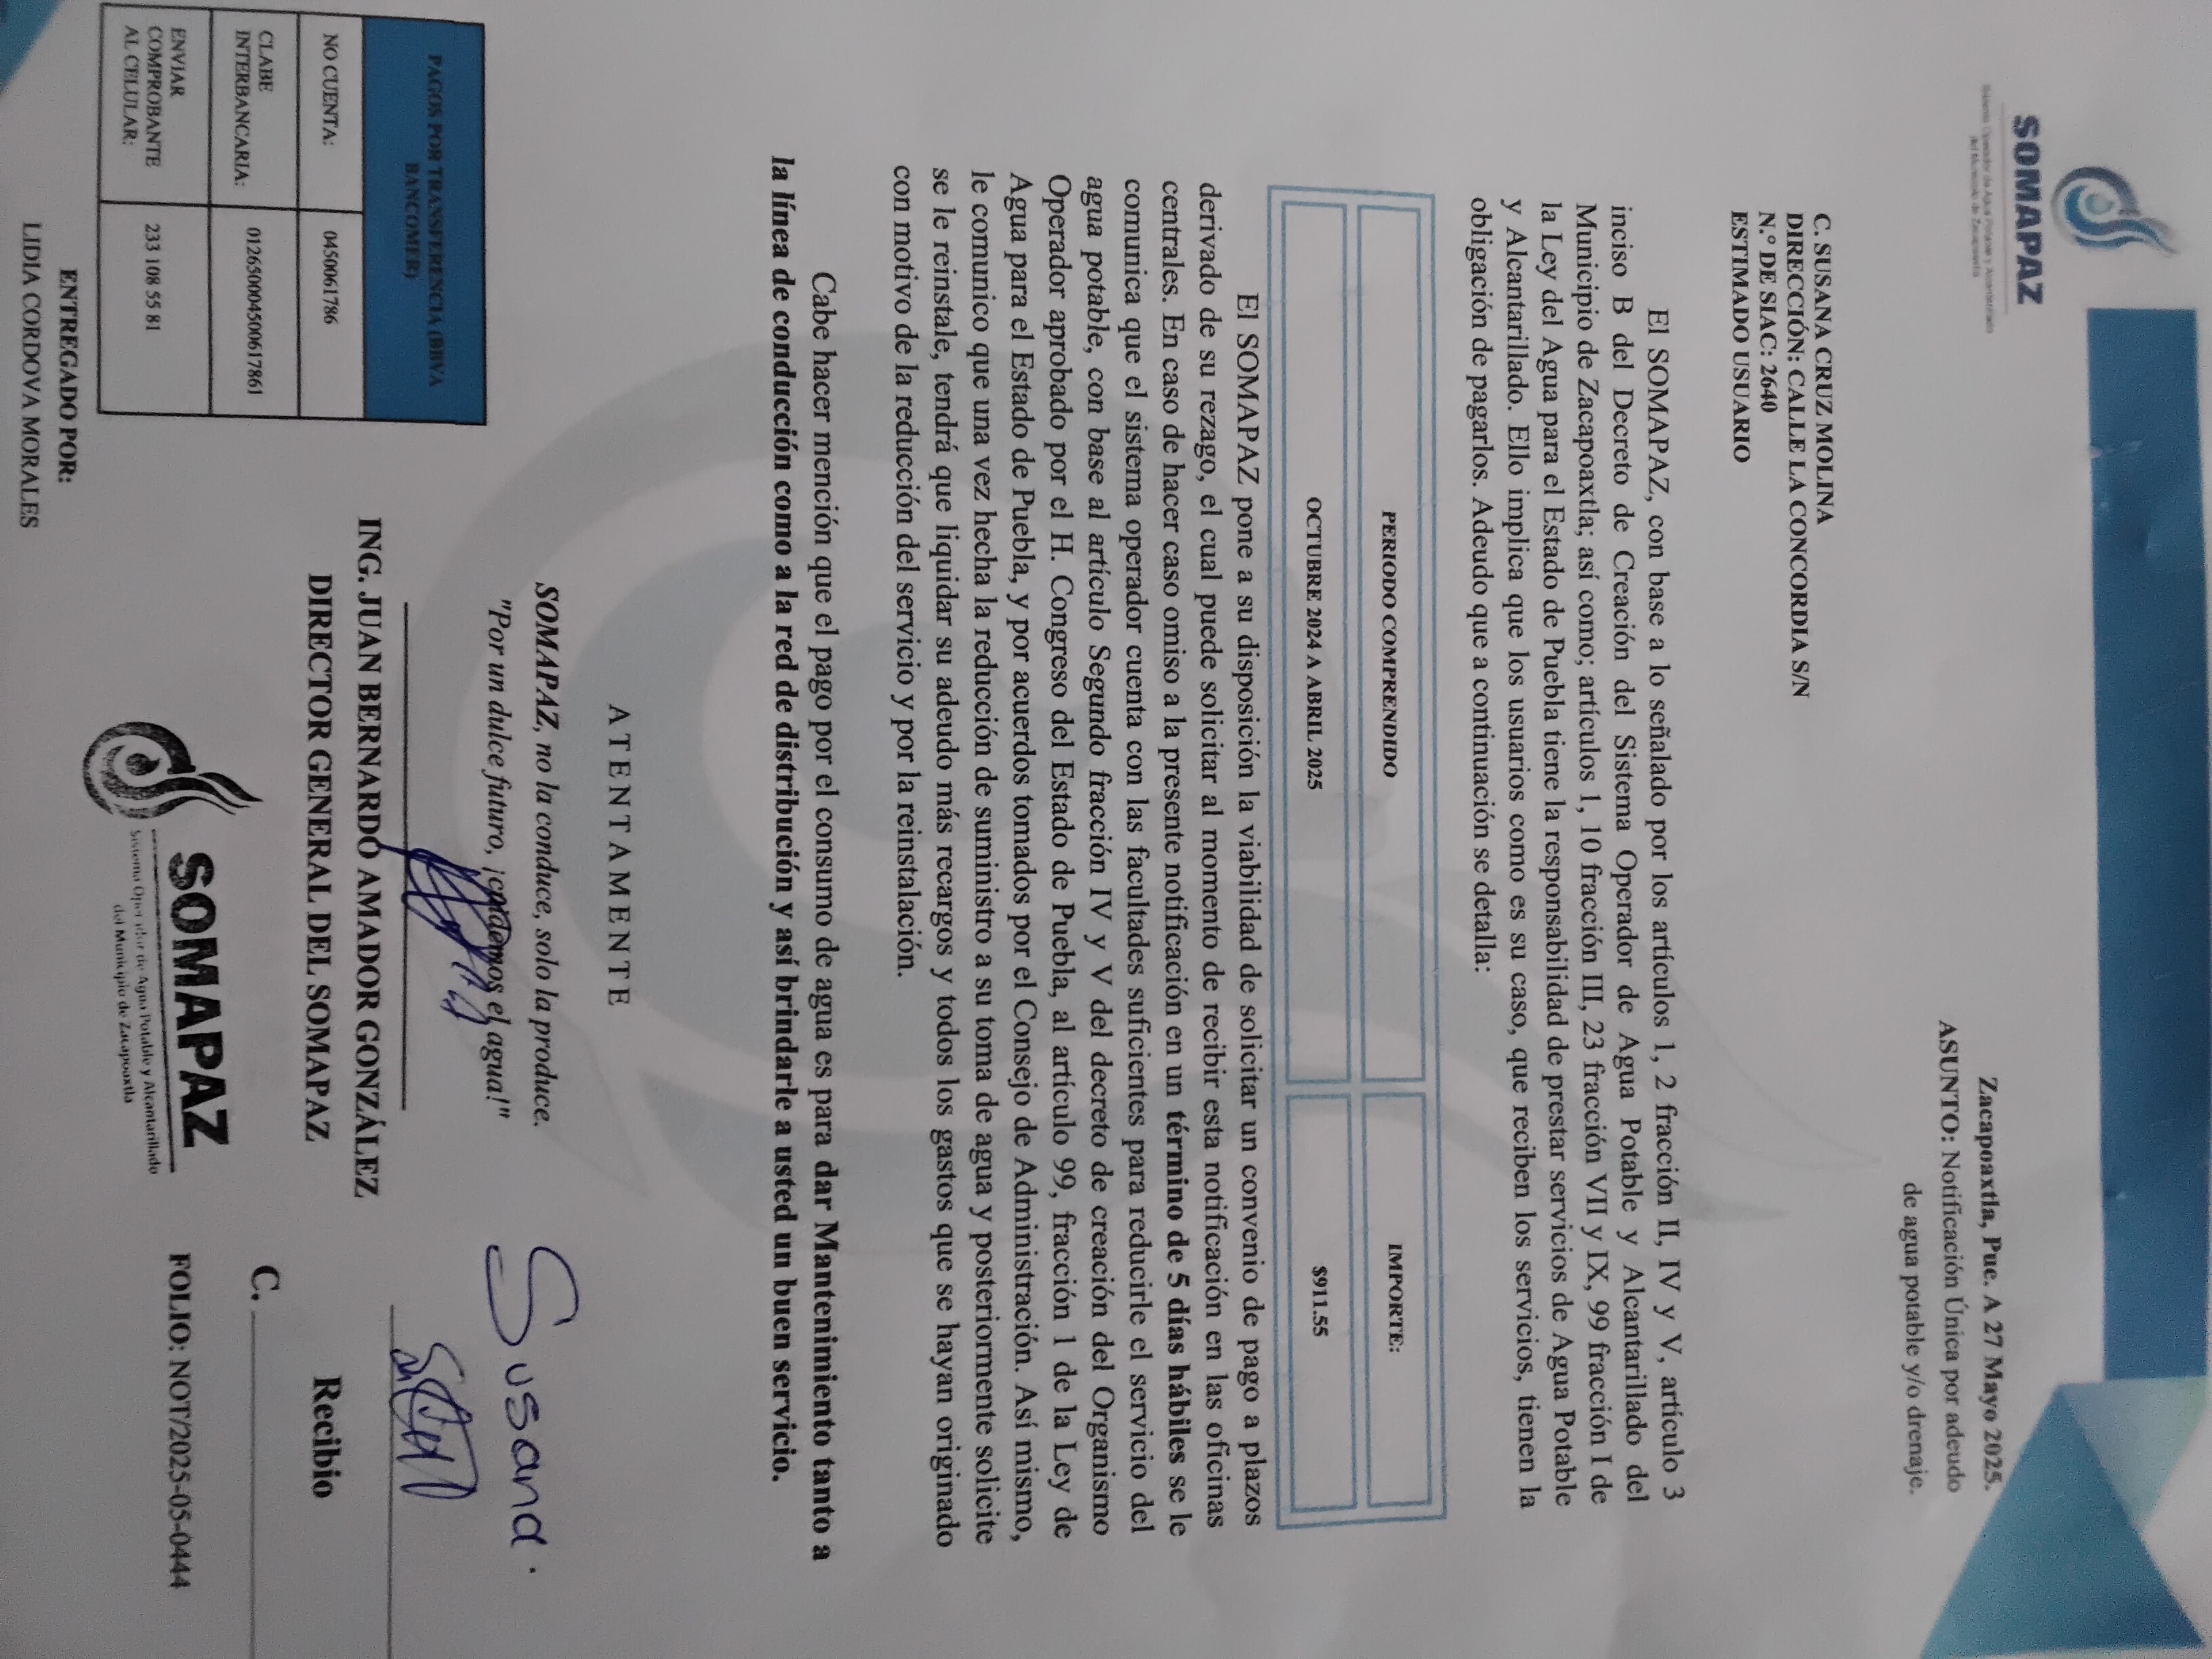 SOMAPAZ
Sistema Operador de Agua Potable y Alcantarillado
del Municipio de Zacapoaxtla
Zacapoaxtla, Pue. A 27 Mayo 2025.
ASUNTO: Notificación Única por adeudo
de agua potable y/o drenaje.
C. SUSANA CRUZ MOLINA
DIRECCIÓN: CALLE LA CONCORDIA S/N
N.º DE SIAC: 2640
ESTIMADO USUARIO
El SOMAPAZ, con base a lo señalado por los artículos 1, 2 fracción II, IV y V, artículo 3
inciso B del Decreto de Creación del Sistema Operador de Agua Potable y Alcantarillado del
Municipio de Zacapoaxtla; así como; artículos 1, 10 fracción III, 23 fracción VII y IX, 99 fracción I de
la Ley del Agua para el Estado de Puebla tiene la responsabilidad de prestar servicios de Agua Potable
y Alcantarillado. Ello implica que los usuarios como es su caso, que reciben los servicios, tienen la
obligación de pagarlos. Adeudo que a continuación se detalla:
PERIODO COMPRENDIDO IMPORTE:
OCTUBRE 2024 A ABRIL 2025 $911.55
El SOMAPAZ pone a su disposición la viabilidad de solicitar un convenio de pago a plazos
derivado de su rezago, el cual puede solicitar al momento de recibir esta notificación en las oficinas
centrales. En caso de hacer caso omiso a la presente notificación en un término de 5 días hábiles se le
comunica que el sistema operador cuenta con las facultades suficientes para reducirle el servicio del
agua potable, con base al artículo Segundo fracción IV y V del decreto de creación del Organismo
Operador aprobado por el H. Congreso del Estado de Puebla, al artículo 99, fracción 1 de la Ley de
Agua para el Estado de Puebla, y por acuerdos tomados por el Consejo de Administración. Así mismo,
le comunico que una vez hecha la reducción de suministro a su toma de agua y posteriormente solicite
se le reinstale, tendrá que liquidar su adeudo más recargos y todos los gastos que se hayan originado
con motivo de la reducción del servicio y por la reinstalación.
Cabe hacer mención que el pago por el consumo de agua es para dar Mantenimiento tanto a
la línea de conducción como a la red de distribución y así brindarle a usted un buen servicio.
ATENTAMENTE
SOMAPAZ, no la conduce, solo la produce.
"Por un dulce futuro, ¡cuidemos el agua!"
ING. JUAN BERNARDO AMADOR GONZÁLEZ
DIRECTOR GENERAL DEL SOMAPAZ
SOMAPAZ
Sistema Operador de Agua Potable y Alcantarillado
del Municipio de Zacapoaxtla
Susana.
Recibio
C.
FOLIO: NOT/2025-05-0444
PAGOS POR TRANSFERENCIA (BBVA
BANCOMER)
NO CUENTA: 0450061786
CLABE
INTERBANCARIA: 012650004500617861
ENVIAR
COMPROBANTE
AL CELULAR: 233 108 55 81
ENTREGADO POR:
LIDIA CORDOVA MORALES